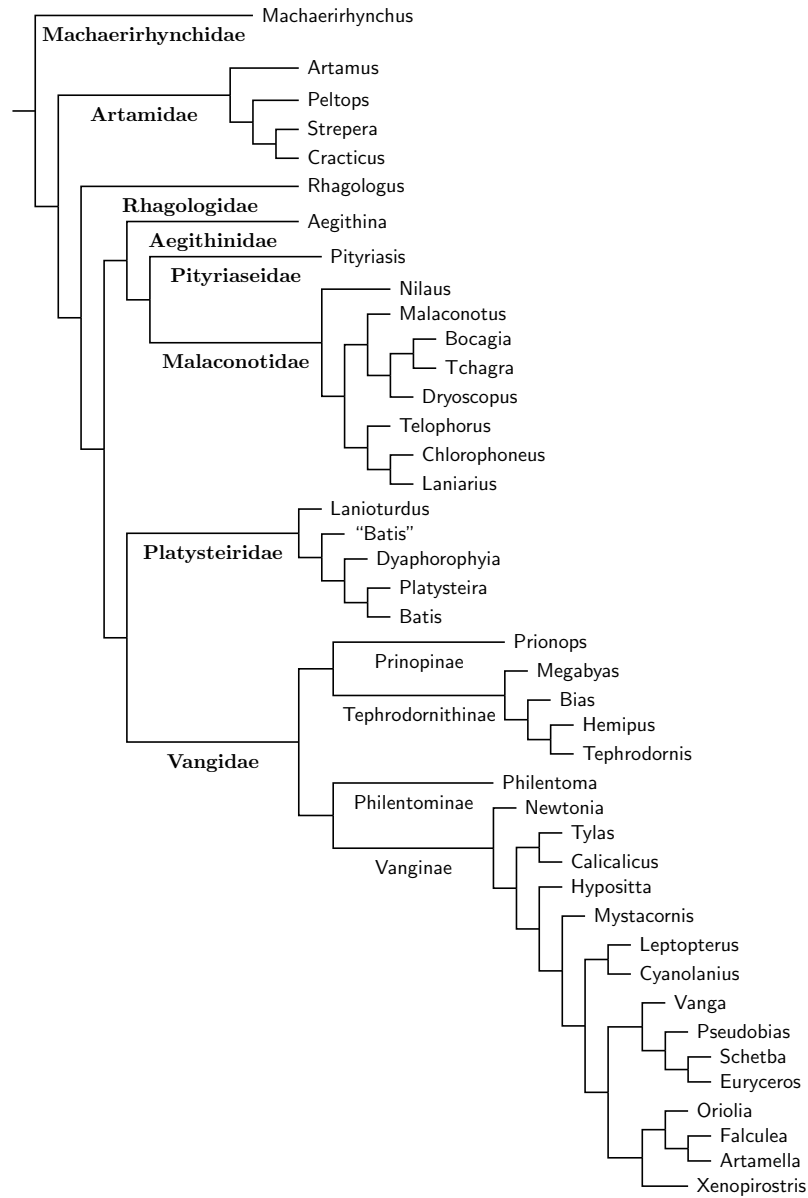 Machaerirhynchus
Machaerirhynchidae
Artamus
Peltops
Artamidae
Strepera
Cracticus
Rhagologus
Rhagologidae
Aegithina
Aegithinidae
Pityriasis
Pityriaseidae
Nilaus
Malaconotus
Bocagia
Malaconotidae
Tchagra
Dryoscopus
Telophorus
Chlorophoneus
Laniarius
Lanioturdus
“Batis”
Platysteiridae
Dyaphorophyia
Platysteira
Batis
Prionops
Prinopinae
Megabyas
Bias
Tephrodornithinae
Hemipus
Tephrodornis
Vangidae
Philentoma
Philentominae
Newtonia
Tylas
Calicalicus
Vanginae
Hypositta
Mystacornis
Leptopterus
Cyanolanius
Vanga
Pseudobias
Schetba
Euryceros
Oriolia
Falculea
Artamella
Xenopirostris